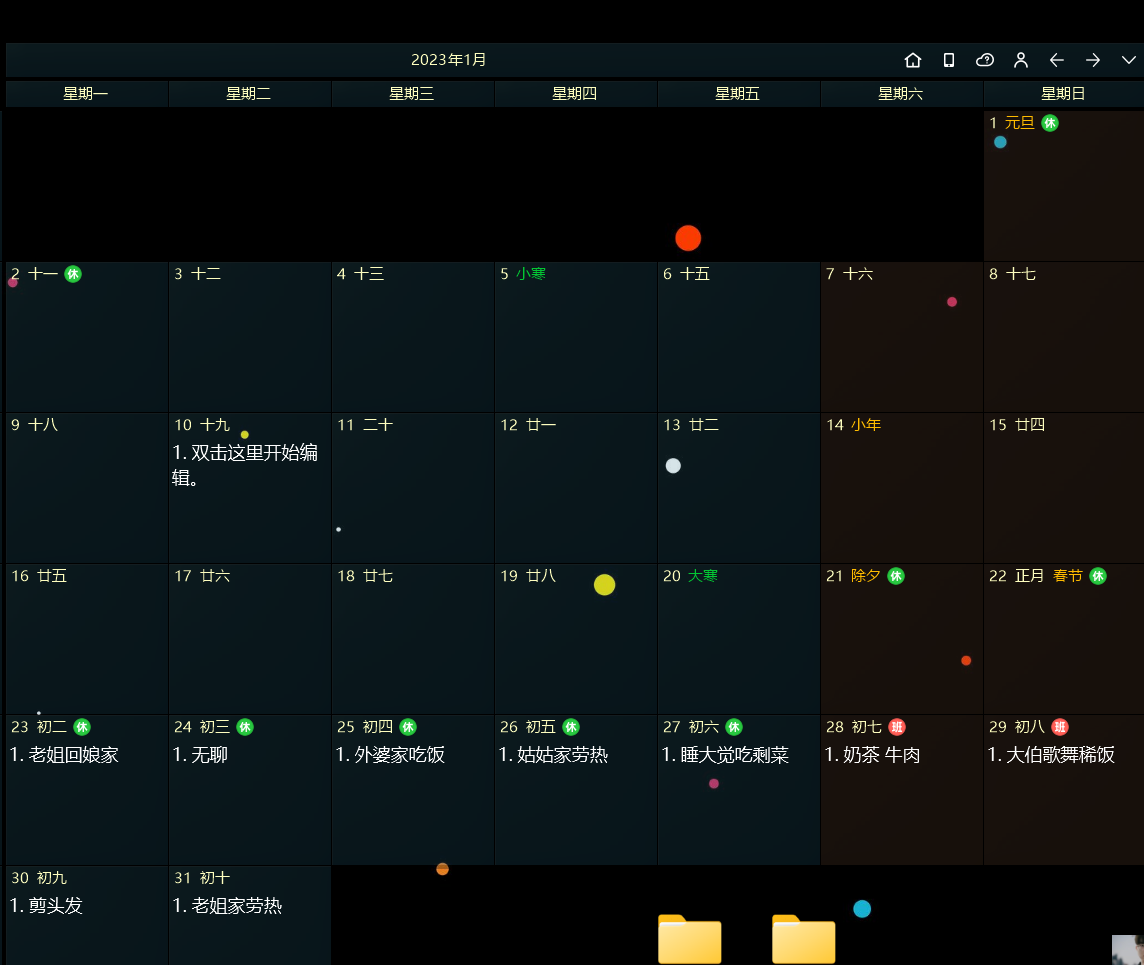 2023年1月
星期一 星期二 星期三 星期四 星期五 星期六 星期日
1 元旦 休
2 十一 休 3 十二 4 十三 5 小寒 6 十五 7 十六 8 十七
9 十八 10 十九 11 二十 12 廿一 13 廿二 14 小年 15 廿四
1. 双击这里开始编
辑。
16 廿五 17 廿六 18 廿七 19 廿八 20 大寒 21 除夕 休 22 正月 春节 休
23 初二 休 24 初三 休 25 初四 休 26 初五 休 27 初六 休 28 初七 班 29 初八 班
1. 老姐回娘家 1. 无聊 1. 外婆家吃饭 1. 姑姑家劳热 1. 睡大觉吃剩菜 1. 奶茶 牛肉 1. 大伯歌舞稀饭
30 初九 31 初十
1. 剪头发 1. 老姐家劳热